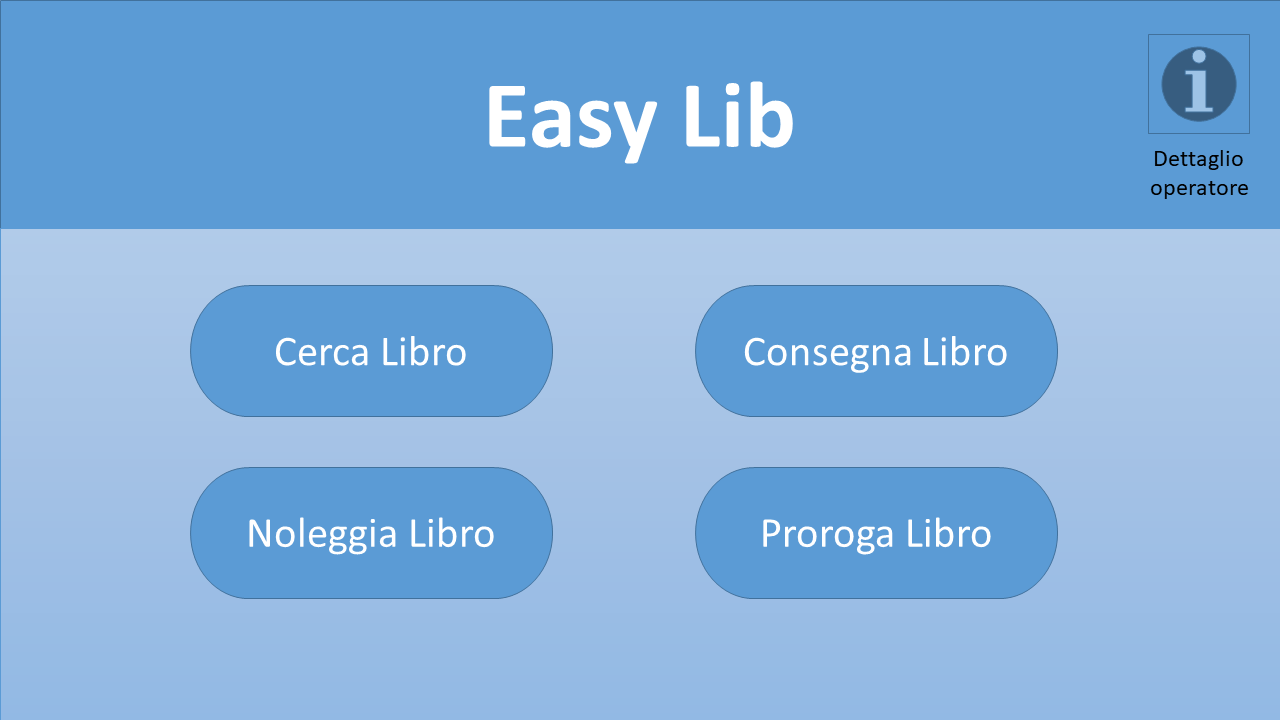 Easy Lib
Dettaglio
operatore
Cerca Libro
Consegna Libro
Noleggia Libro
Proroga Libro